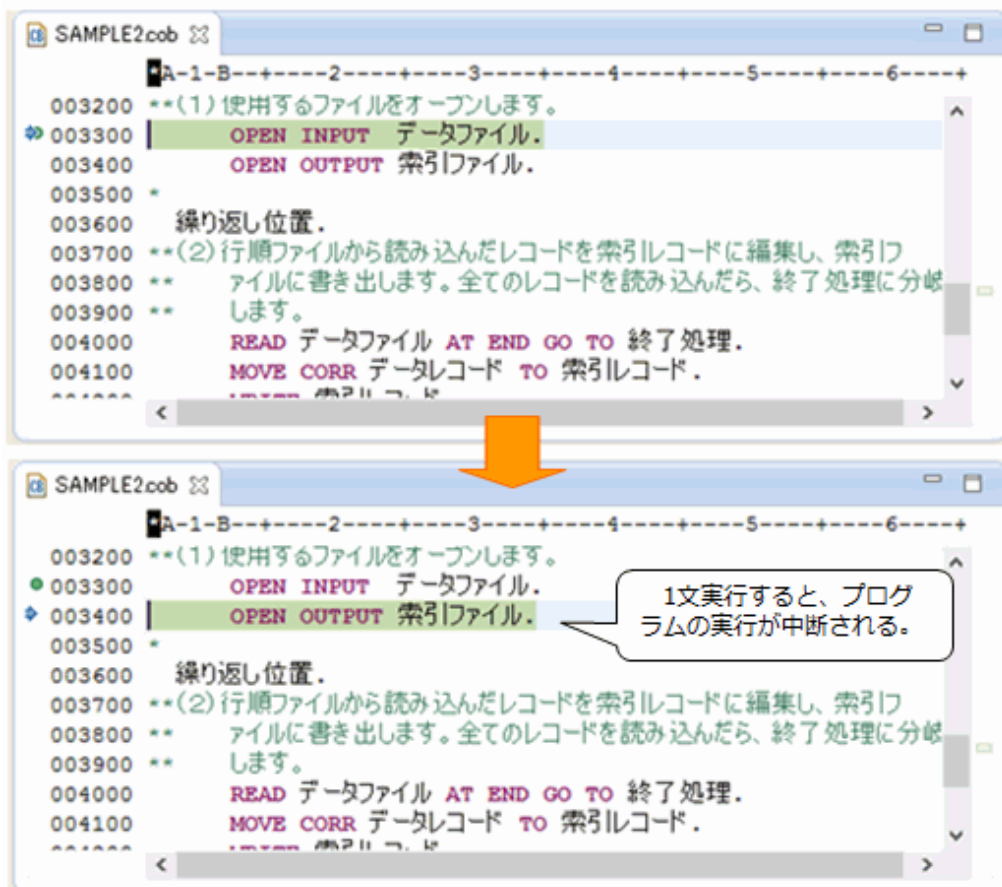 SAMPLE2.cob
*A-1-B--+----2----+----3----+----4----+----5----+----6----+
003200 **(1)使用するファイルをオープンします。
003300 OPEN INPUT データファイル.
003400 OPEN OUTPUT 索引ファイル.
003500 *
003600 繰り返し位置.
003700 **(2)行順ファイルから読み込んだレコードを索引レコードに編集し、索引フ
003800 ** ァイルに書き出します。全てのレコードを読み込んだら、終了処理に分岐
003900 ** します。
004000 READ データファイル AT END GO TO 終了処理.
004100 MOVE CORR データレコード TO 索引レコード.
SAMPLE2.cob
*A-1-B--+----2----+----3----+----4----+----5----+----6----+
003200 **(1)使用するファイルをオープンします。
003300 OPEN INPUT データファイル.
003400 OPEN OUTPUT 索引ファイル.
1文実行すると、プログ
ラムの実行が中断される。
003500 *
003600 繰り返し位置.
003700 **(2)行順ファイルから読み込んだレコードを索引レコードに編集し、索引フ
003800 ** ァイルに書き出します。全てのレコードを読み込んだら、終了処理に分岐
003900 ** します。
004000 READ データファイル AT END GO TO 終了処理.
004100 MOVE CORR データレコード TO 索引レコード.